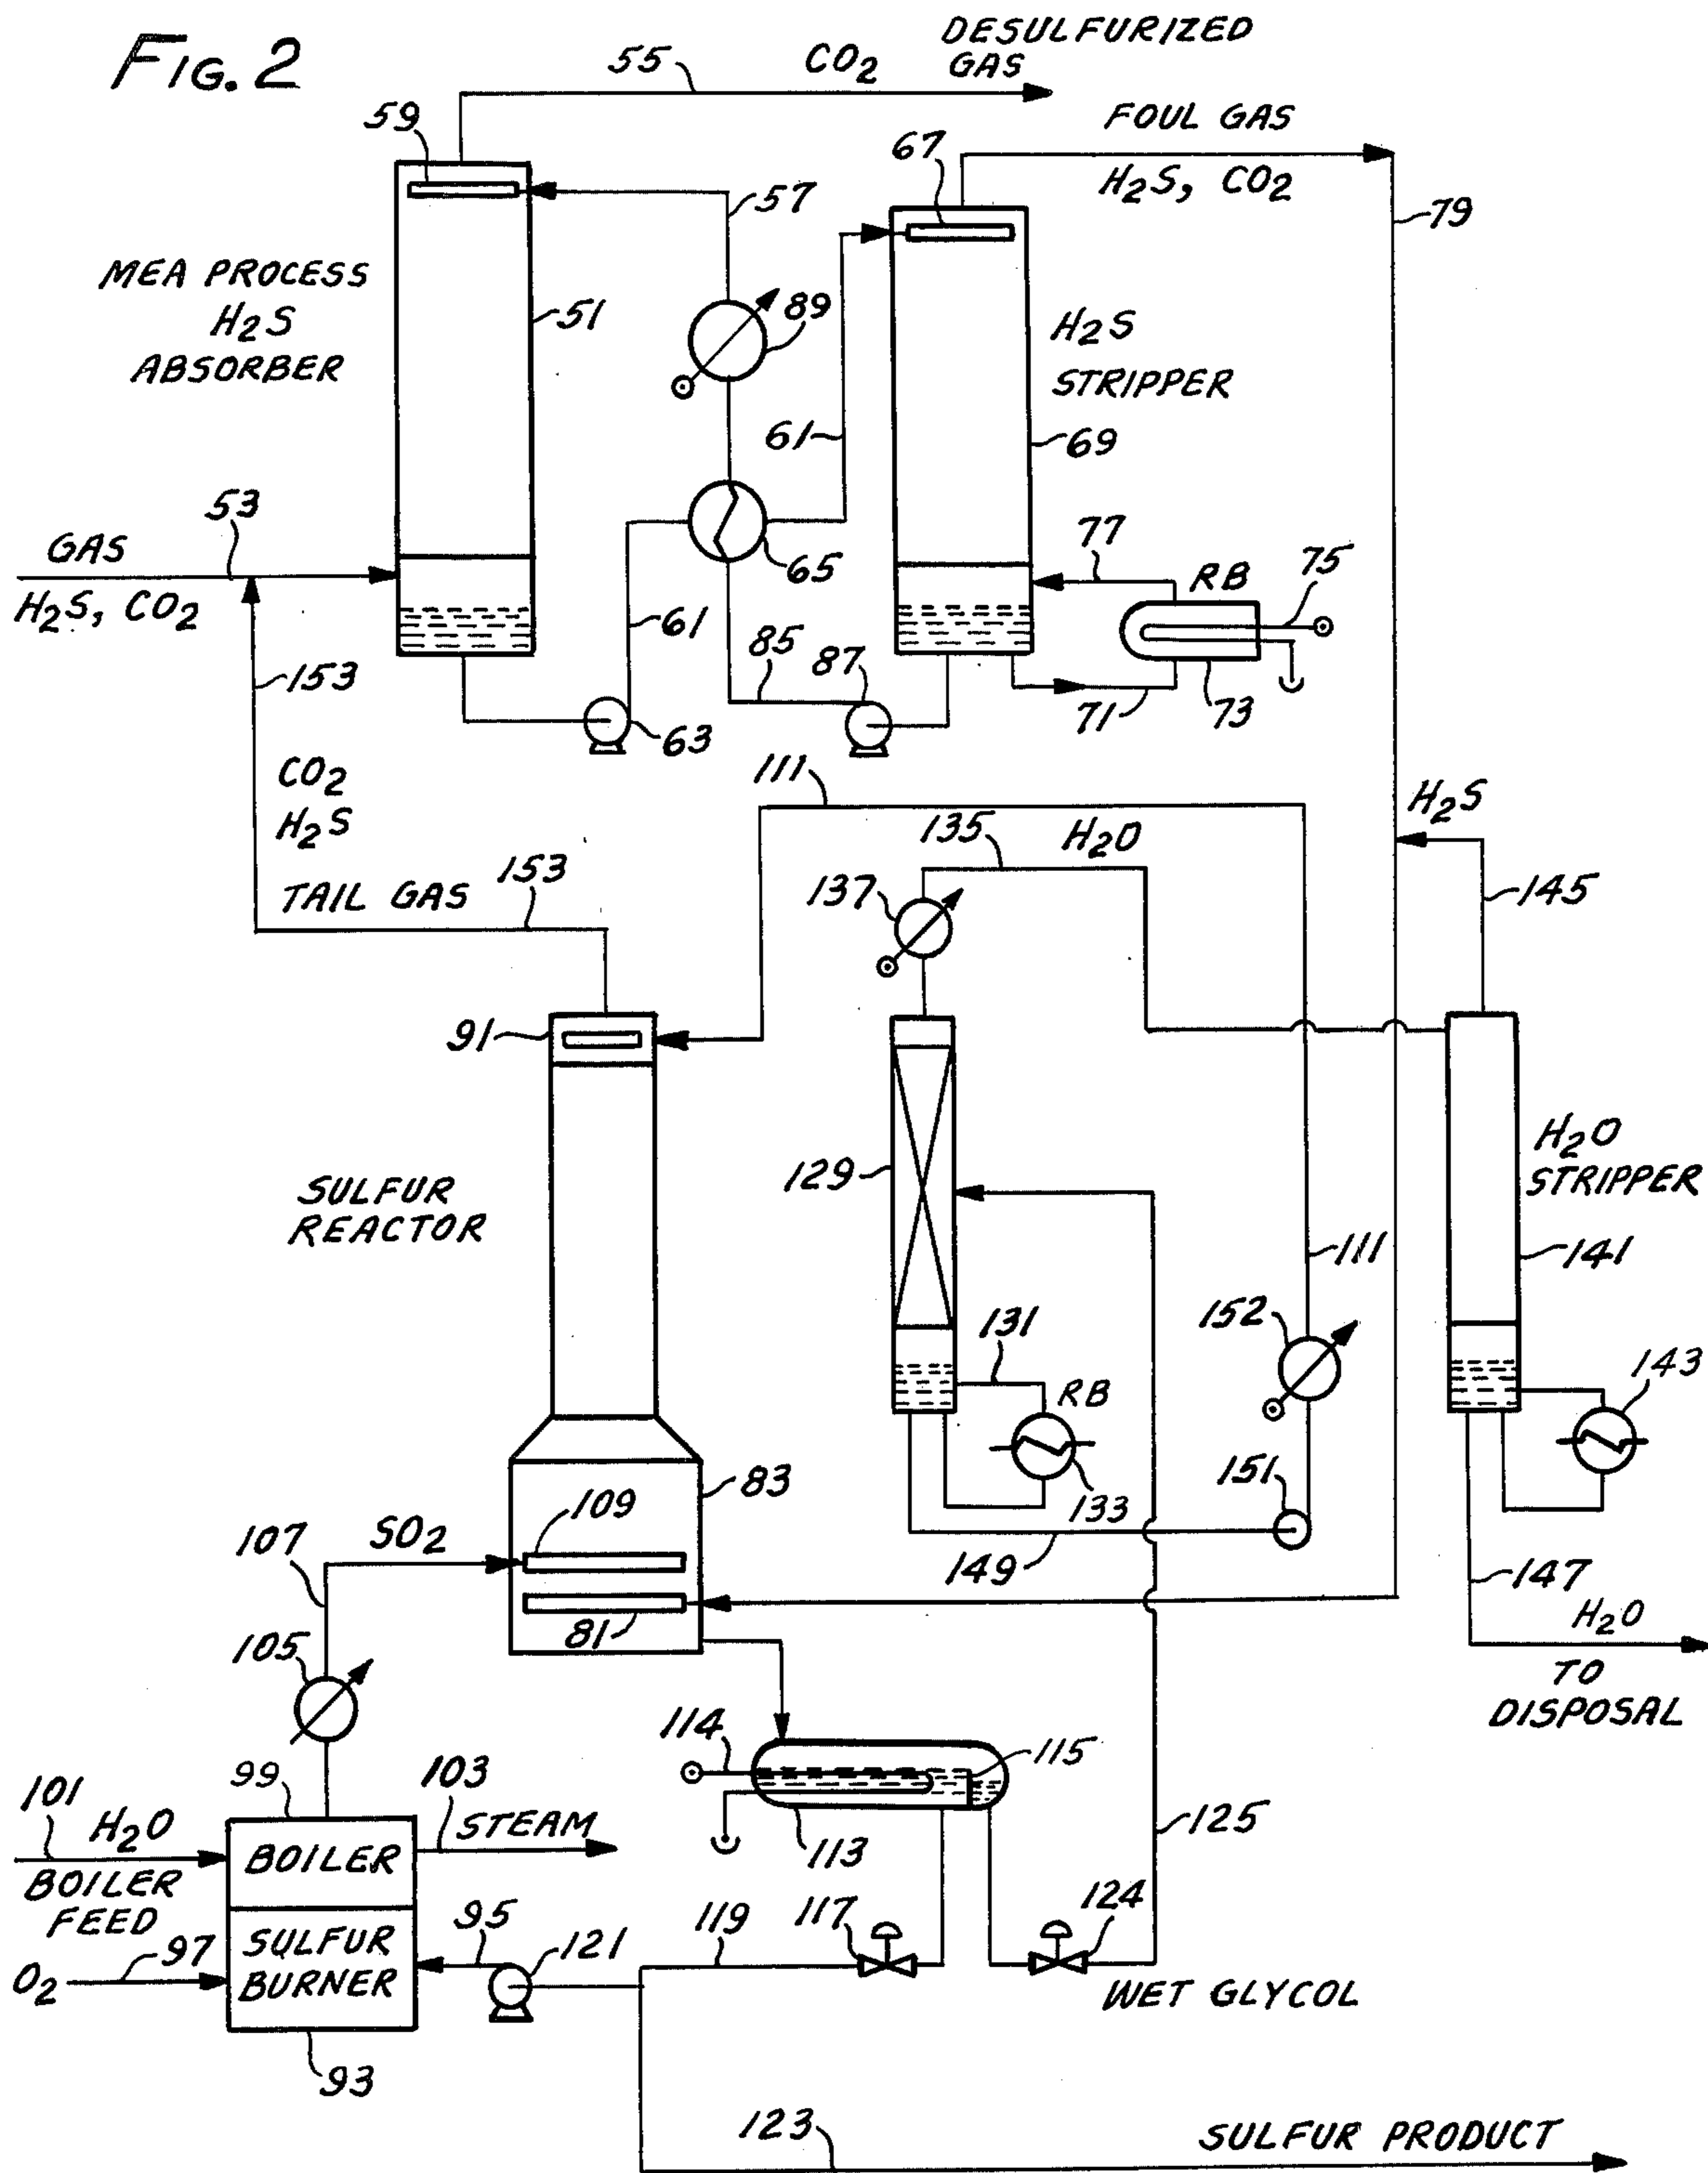 FIG. 2
55
CO2
DESULFURIZED
GAS
59
FOUL GAS
67
H2S, CO2
57
79
MEA PROCESS
H2S
ABSORBER
51
89
H2S
STRIPPER
61
69
53
GAS
H2S, CO2
65
77
RB
75
61
85
87
71
73
63
153
CO2
H2S
111
H2S
135
H2O
153
137
145
TAIL GAS
91
129
H2O
STRIPPER
SULFUR
REACTOR
111
141
131
152
RB
143
83
109
151
133
107
SO2
149
147
81
H2O
105
TO
DISPOSAL
114
115
99
103
101
H2O
STEAM
125
BOILER
113
BOILER
FEED
124
95
119
117
97
SULFUR
BURNER
121
O2
WET GLYCOL
93
123
SULFUR PRODUCT